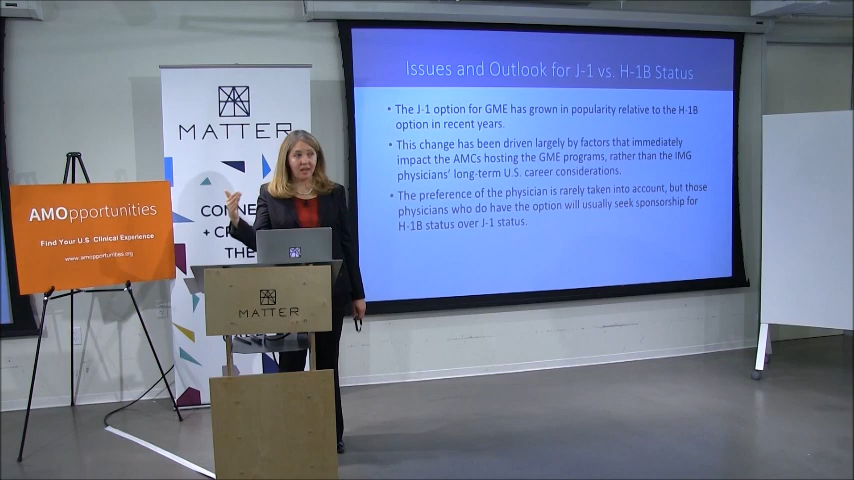 Issues and Outlook for J-1 vs. H-1B Status
• The J-1 option for GME has grown in popularity relative to the H-1B
option in recent years.
• This change has been driven largely by factors that immediately
impact the AMCs hosting the GME programs, rather than the IMG
physicians' long-term U.S. career considerations.
• The preference of the physician is rarely taken into account, but those
physicians who do have the option will usually seek sponsorship for
H-1B status over J-1 status.
MATTER
CONNE
+ CR
THE
AMOpportunities
Find Your U.S. Clinical Experience
www.amopportunities.org
MATTER